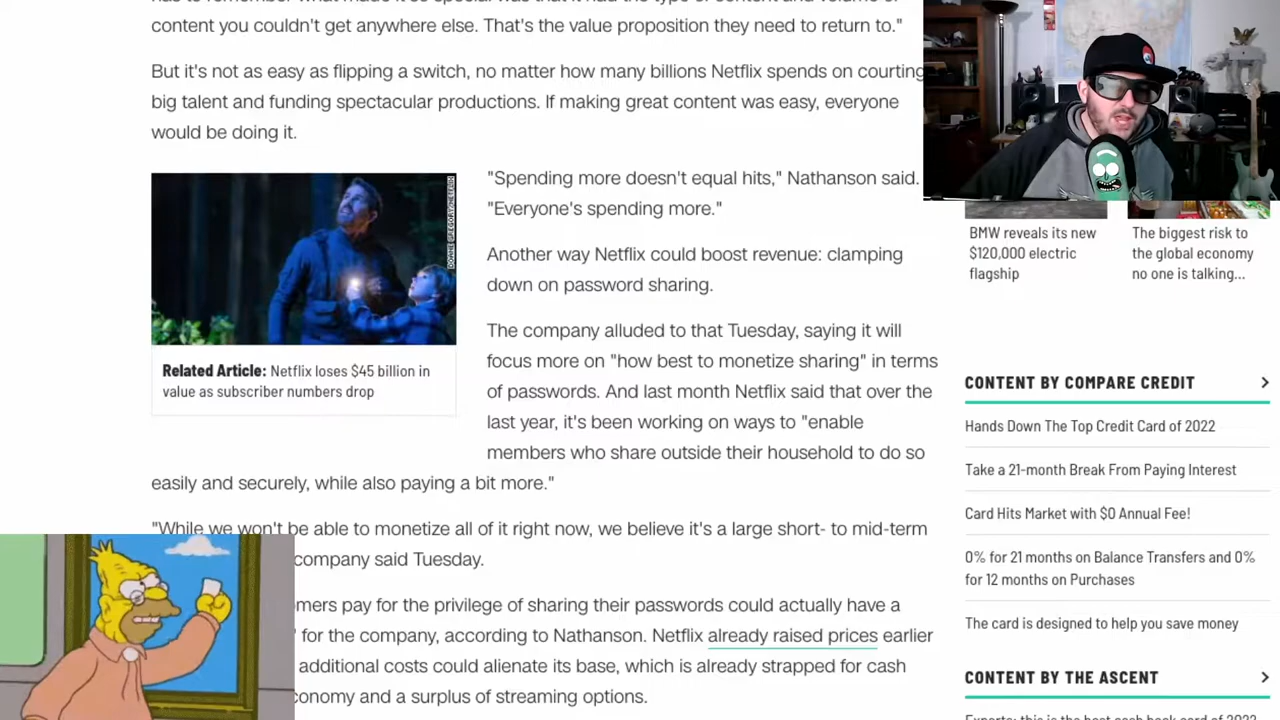 has to remember what made it so special was that it had the type of content and volume of
content you couldn't get anywhere else. That's the value proposition they need to return to."
But it's not as easy as flipping a switch, no matter how many billions Netflix spends on courting
big talent and funding spectacular productions. If making great content was easy, everyone
would be doing it.
"Spending more doesn't equal hits," Nathanson said.
"Everyone's spending more."
Another way Netflix could boost revenue: clamping
down on password sharing.
The company alluded to that Tuesday, saying it will
focus more on "how best to monetize sharing" in terms
of passwords. And last month Netflix said that over the
last year, it's been working on ways to "enable
members who share outside their household to do so
easily and securely, while also paying a bit more."
Related Article: Netflix loses $45 billion in
value as subscriber numbers drop
"While we won't be able to monetize all of it right now, we believe it's a large short- to mid-term
company said Tuesday.
mers pay for the privilege of sharing their passwords could actually have a
for the company, according to Nathanson. Netflix already raised prices earlier
additional costs could alienate its base, which is already strapped for cash
conomy and a surplus of streaming options.
BMW reveals its new
$120,000 electric
flagship
The biggest risk to
the global economy
no one is talking...
CONTENT BY COMPARE CREDIT
Hands Down The Top Credit Card of 2022
Take a 21-month Break From Paying Interest
Card Hits Market with $0 Annual Fee!
0% for 21 months on Balance Transfers and 0%
for 12 months on Purchases
The card is designed to help you save money
CONTENT BY THE ASCENT